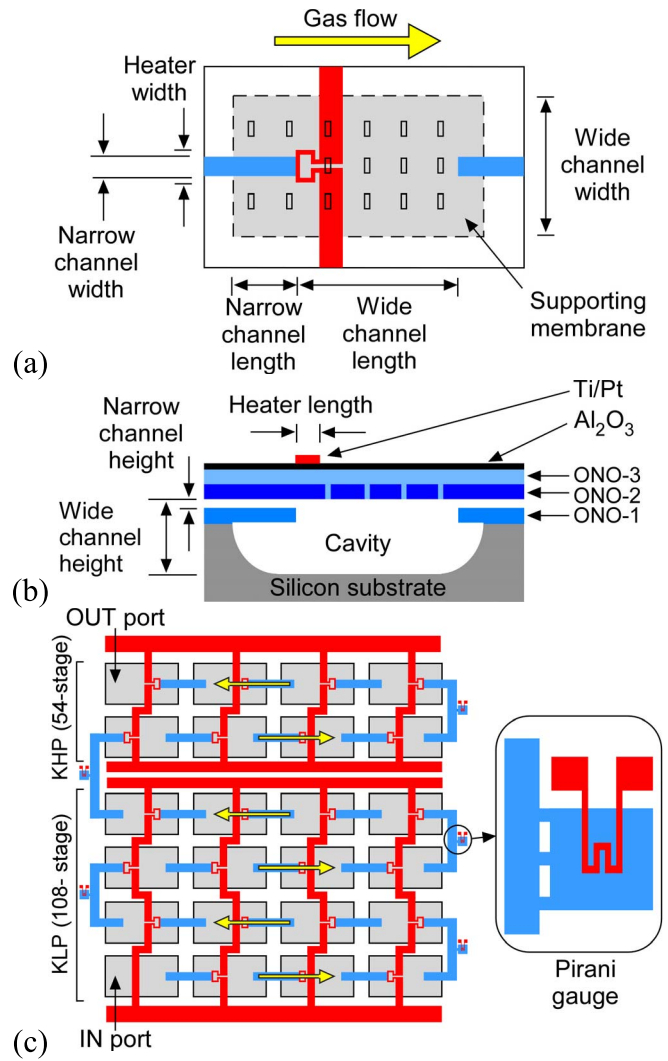 Gas flow
Heater
width
Wide
channel
width
Narrow
channel
width
Narrow
channel
length
Wide
channel
length
Supporting
membrane
(a)
Narrow
channel
height
Heater length
Ti/Pt
Al2O3
ONO-3
ONO-2
ONO-1
Wide
channel
height
Cavity
Silicon substrate
(b)
OUT port
KHP (54-stage)
KLP (108- stage)
Pirani
gauge
IN port
(c)